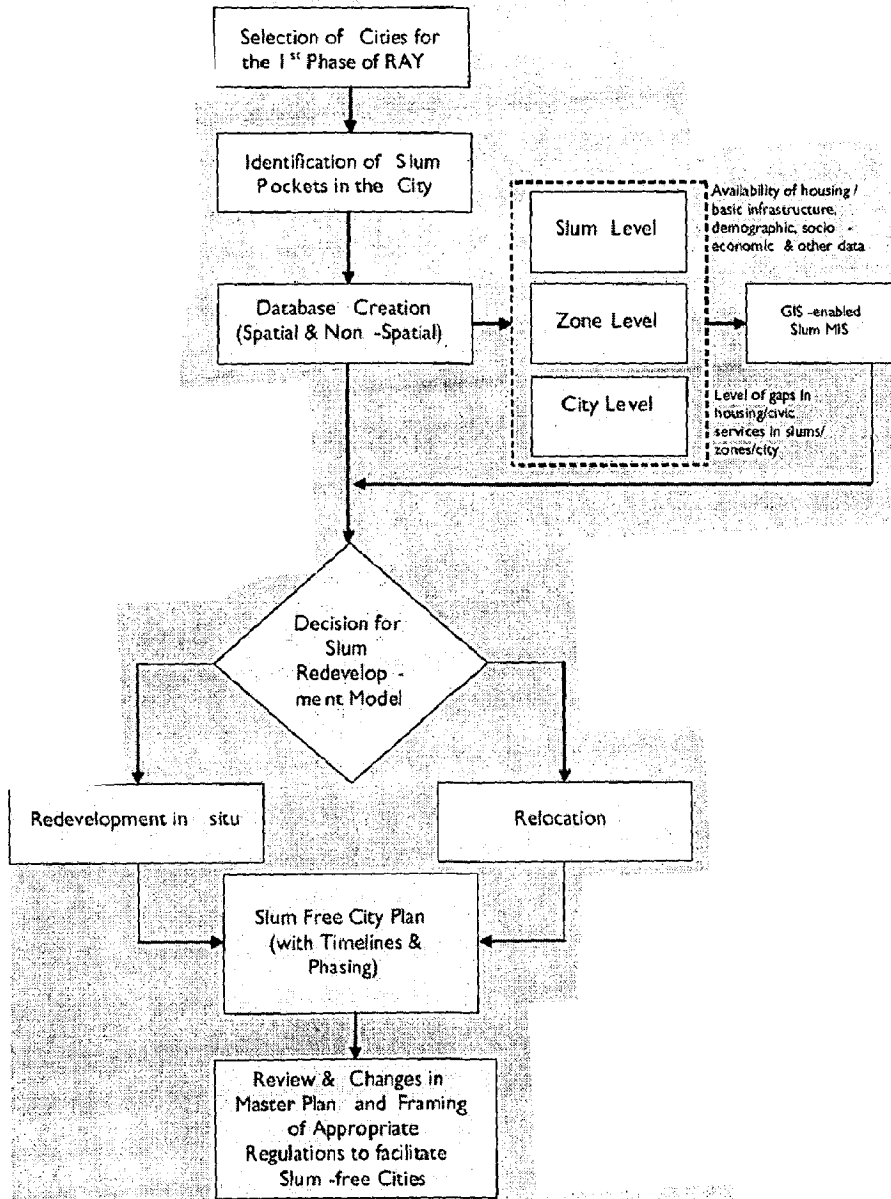 Selection of Cities for
the 1st Phase of RAY
Identification of Slum
Pockets in the City
Database Creation
(Spatial & Non -Spatial)
Slum Level
Zone Level
City Level
Availability of housing /
basic infrastructure,
demographic, socio -
economic & other data
GIS -enabled
Slum MIS
Level of gaps in
housing/civic
services in slums/
zones/city
Decision for
Slum
Redevelop -
ment Model
Redevelopment in situ
Relocation
Slum Free City Plan
(with Timelines &
Phasing)
Review & Changes in
Master Plan and Framing
of Appropriate
Regulations to facilitate
Slum -free Cities